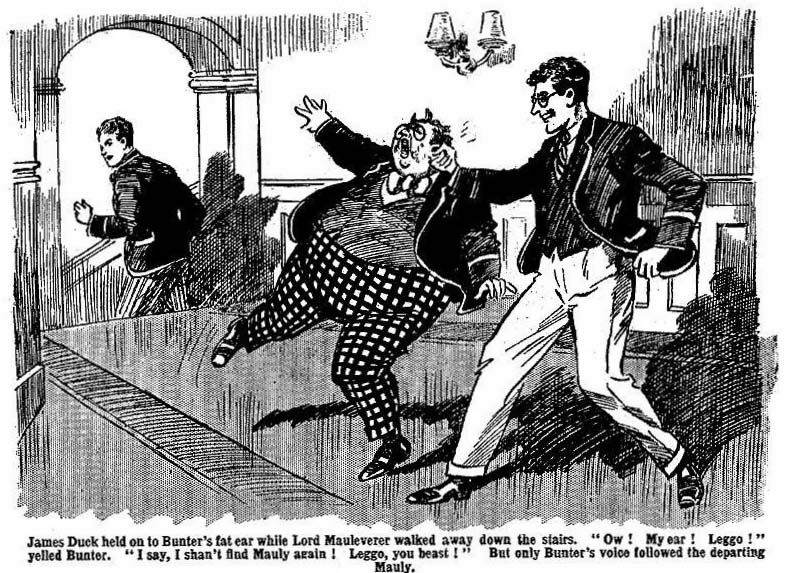 James Duck held on to Bunter's fat ear while Lord Mauleverer walked away down the stairs. "Ow ! My ear ! Leggo !"
yelled Bunter. "I say, I shan't find Mauly again ! Leggo, you beast !" But only Bunter's voice followed the departing
Mauly.